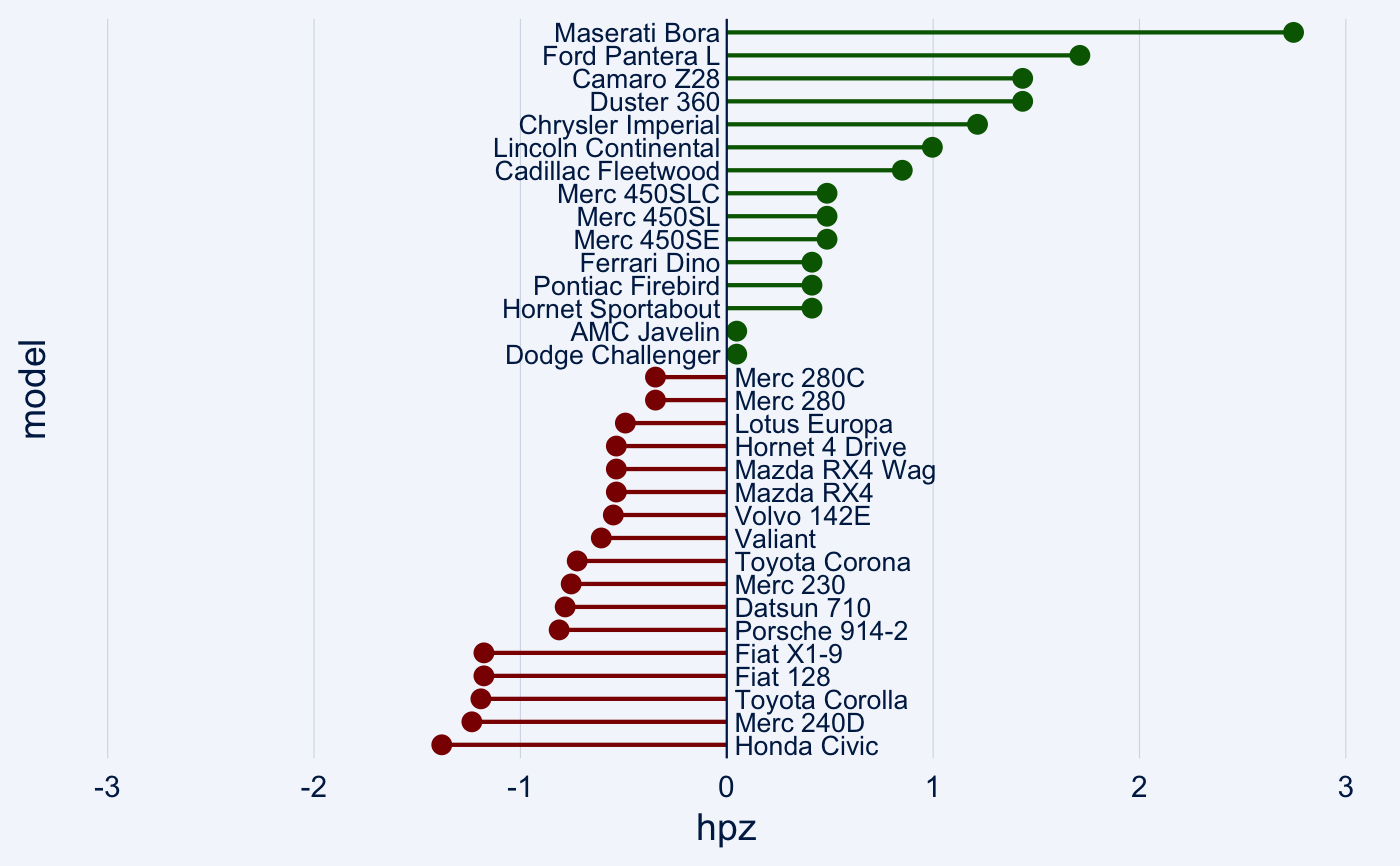 Maserati Bora
Ford Pantera L
Camaro Z28
Duster 360
Chrysler Imperial
Lincoln Continental
Cadillac Fleetwood
Merc 450SLC
Merc 450SL
Merc 450SE
Ferrari Dino
Pontiac Firebird
Hornet Sportabout
AMC Javelin
Dodge Challenger
Merc 280C
Merc 280
Lotus Europa
Hornet 4 Drive
Mazda RX4 Wag
Mazda RX4
Volvo 142E
Valiant
Toyota Corona
Merc 230
Datsun 710
Porsche 914-2
Fiat X1-9
Fiat 128
Toyota Corolla
Merc 240D
Honda Civic
model
-3 -2 -1 0 1 2 3
hpz